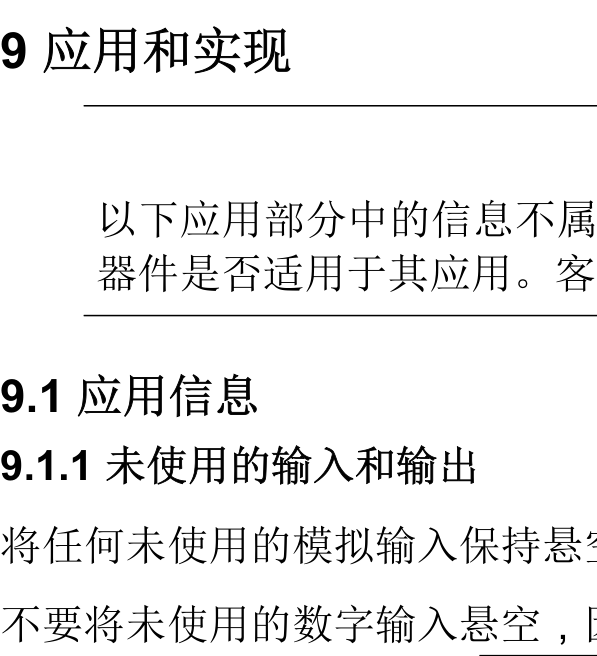 9 应用和实现
以下应用部分中的信息不属
器件是否适用于其应用。客
9.1 应用信息
9.1.1 未使用的输入和输出
将任何未使用的模拟输入保持悬空
不要将未使用的数字输入悬空，因